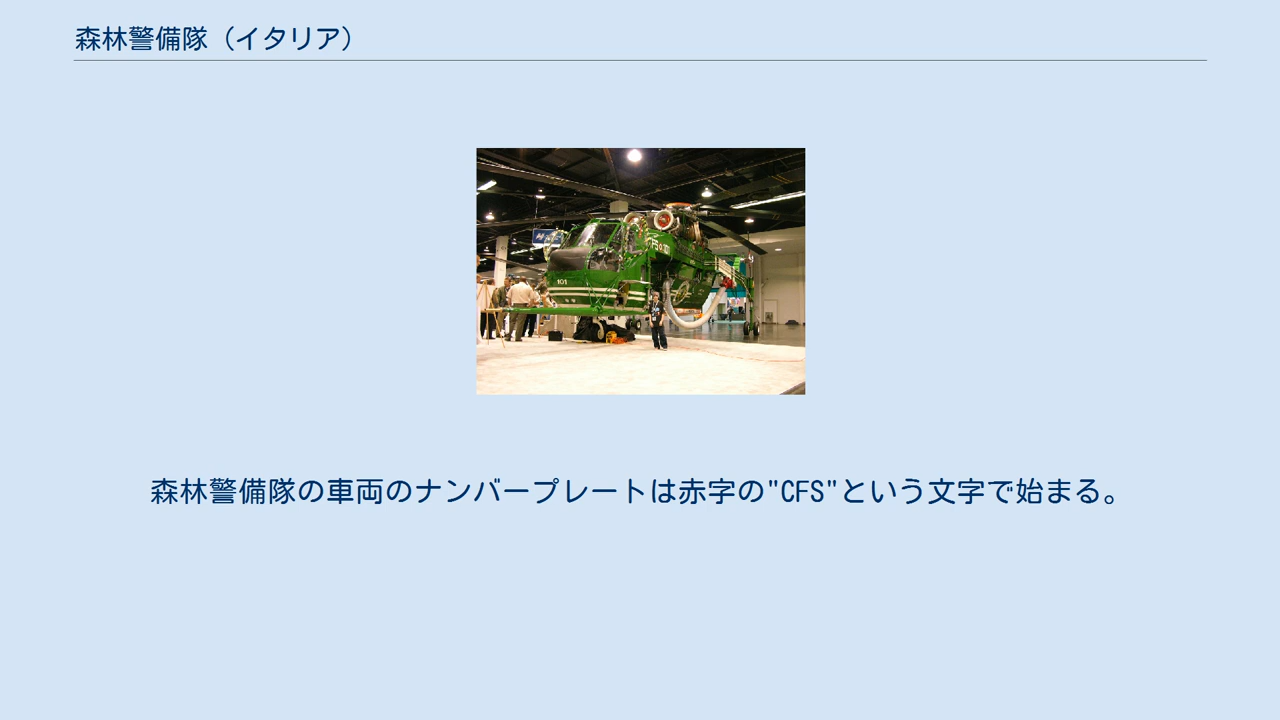 森林警備隊（イタリア）
101
森林警備隊の車両のナンバープレートは赤字の"CFS"という文字で始まる。